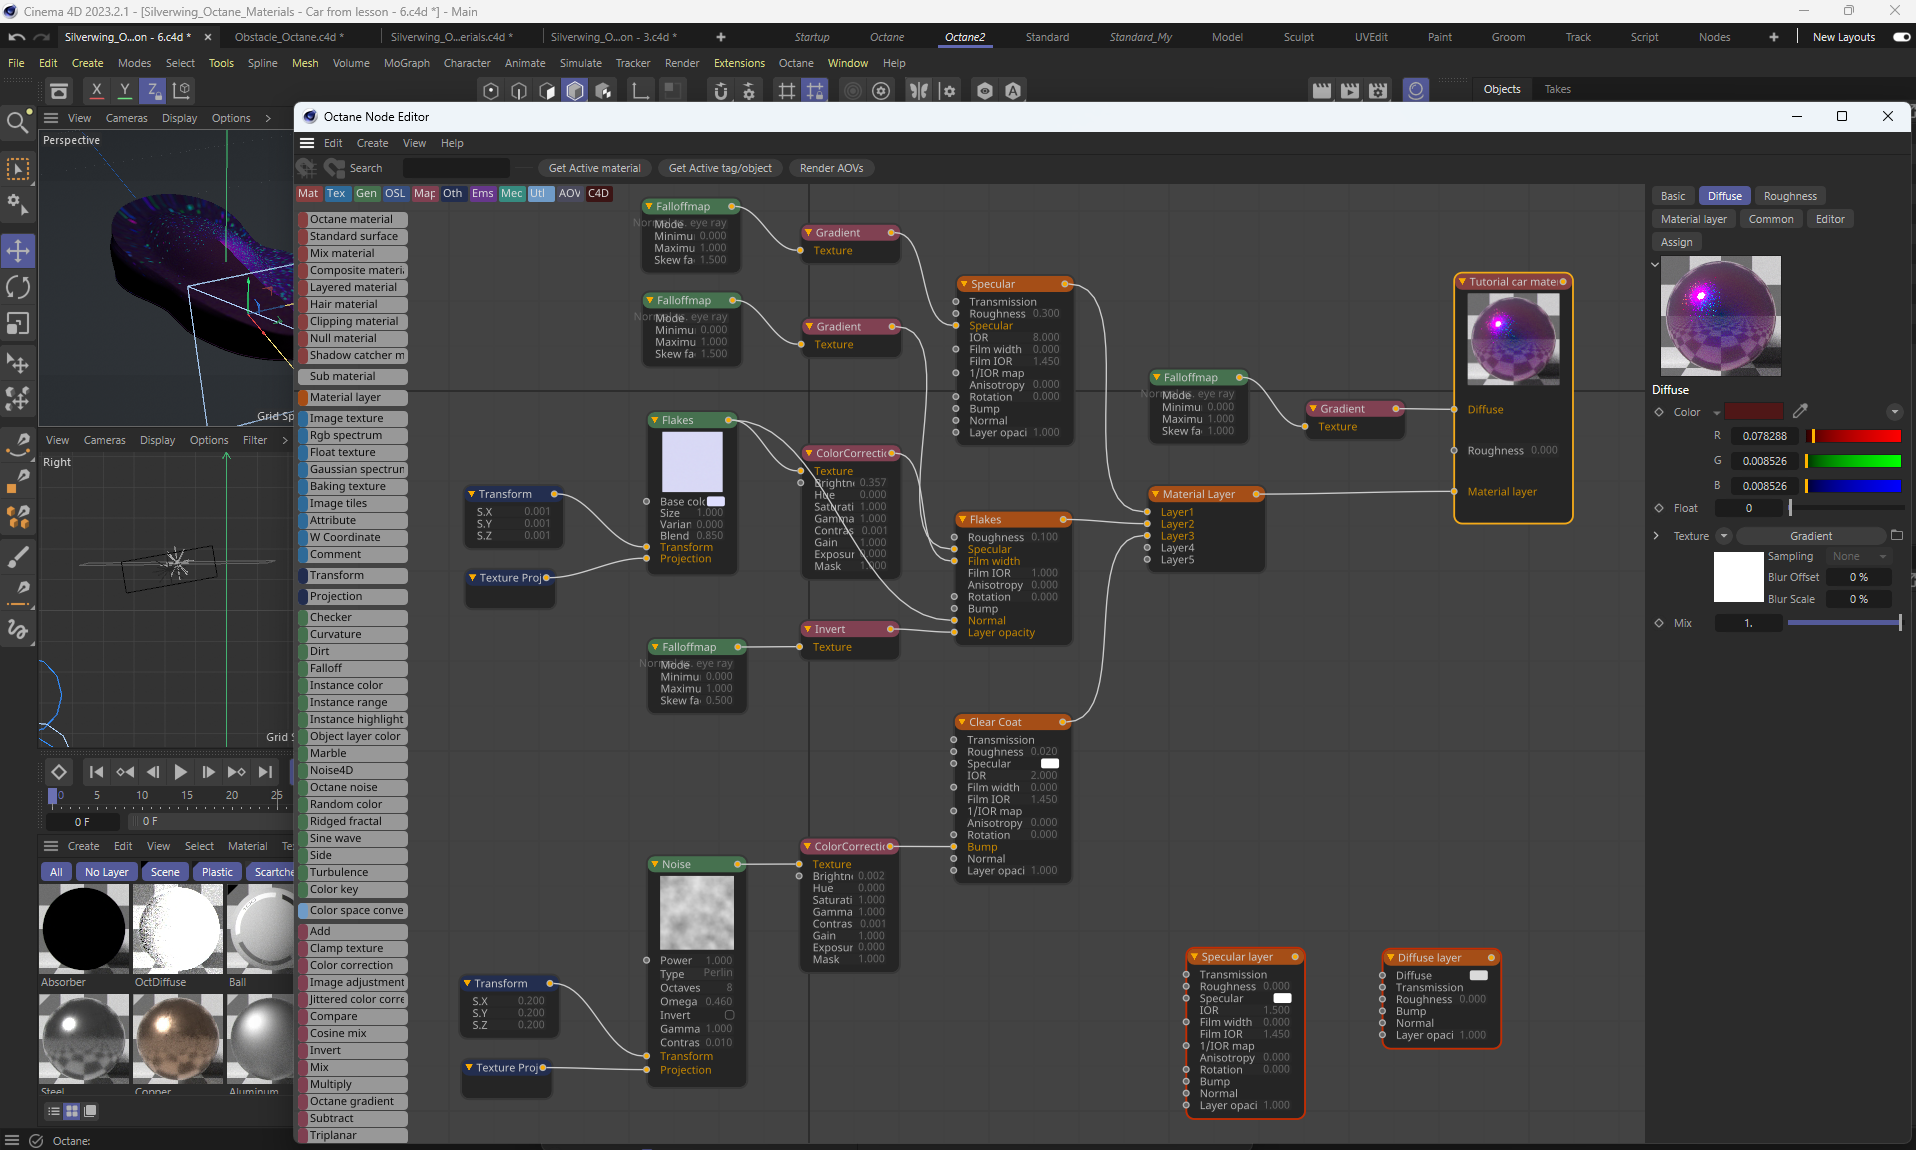 Cinema 4D 2023.2.1 - [Silverwing_Octane_Materials - Car from lesson - 6.c4d *] - Main
Silverwing_O...on - 6.c4d * × Obstacle_Octane.c4d * Silverwing_O...erials.c4d * Silverwing_O...on - 3.c4d * + Startup Octane Octane2 Standard Standard_My Model Sculpt UVEdit Paint Groom Track Script Nodes + New Layouts
File Edit Create Modes Select Tools Spline Mesh Volume MoGraph Character Animate Simulate Tracker Render Extensions Octane Window Help
X Y Z Objects Takes
View Cameras Display Options >
Perspective
Grid Sp
View Cameras Display Options Filter >
Right
Grid S
0 5 10 15 20 25
0 F 0 F
Create Edit View Select Material Te
All No Layer Scene Plastic Scartche
Absorber OctDiffuse Ball
Steel Copper Aluminum
Octane:
Octane Node Editor
Edit Create View Help
Search Get Active material Get Active tag/object Render AOVs
Mat Tex Gen OSL Map Oth Ems Mec Utl AOV C4D
Octane material
Standard surface
Mix material
Composite materi
Layered material
Hair material
Clipping material
Null material
Shadow catcher m
Sub material
Material layer
Image texture
Rgb spectrum
Float texture
Gaussian spectrun
Baking texture
Image tiles
Attribute
W Coordinate
Comment
Transform
Projection
Checker
Curvature
Dirt
Falloff
Instance color
Instance range
Instance highlight
Object layer color
Marble
Noise4D
Octane noise
Random color
Ridged fractal
Sine wave
Side
Turbulence
Color key
Color space conve
Add
Clamp texture
Color correction
Image adjustment
Jittered color corre
Compare
Cosine mix
Invert
Mix
Multiply
Octane gradient
Subtract
Triplanar
Falloffmap
Normal vs. eye ray
Mode
Minimu 0.000
Maximu 1.000
Skew fa 1.500
Gradient
Texture
Falloffmap
Normal vs. eye ray
Mode
Minimu 0.000
Maximu 1.000
Skew fa 1.500
Gradient
Texture
Specular
Transmission
Roughness 0.300
Specular
IOR 8.000
Film width 0.000
Film IOR 1.450
1/IOR map
Anisotropy 0.000
Rotation 0.000
Bump
Normal
Layer opaci 1.000
Flakes
Base colo
Size 1.000
Varian 0.000
Blend 0.850
Transform
Projection
Transform
S.X 0.001
S.Y 0.001
S.Z 0.001
Texture Proj
ColorCorrectio
Texture
Brightn 0.357
Hue 0.000
Saturati 1.000
Gamma 1.000
Contras 0.001
Gain 1.000
Exposur 0.000
Mask 1.000
Flakes
Roughness 0.100
Specular
Film width
Film IOR 1.000
Anisotropy 0.000
Rotation 0.000
Bump
Normal
Layer opacity
Falloffmap
Normal vs. eye ray
Mode
Minimu 0.000
Maximu 1.000
Skew fa 0.500
Invert
Texture
Falloffmap
Normal vs. eye ray
Mode
Minimu 0.000
Maximu 1.000
Skew fa 1.000
Gradient
Texture
Material Layer
Layer1
Layer2
Layer3
Layer4
Layer5
Tutorial car mate
Diffuse
Roughness 0.000
Material layer
Clear Coat
Transmission
Roughness 0.020
Specular
IOR 2.000
Film width 0.000
Film IOR 1.450
1/IOR map
Anisotropy 0.000
Rotation 0.000
Bump
Normal
Layer opaci 1.000
Noise
Power 1.000
Type Perlin
Octaves 8
Omega 0.460
Invert
Gamma 1.000
Contras 0.010
Transform
Projection
ColorCorrectio
Texture
Brightn 0.002
Hue 0.000
Saturati 1.000
Gamma 1.000
Contras 0.001
Gain 1.000
Exposur 0.000
Mask 1.000
Transform
S.X 0.200
S.Y 0.200
S.Z 0.200
Texture Proj
Specular layer
Transmission
Roughness 0.000
Specular
IOR 1.500
Film width 0.000
Film IOR 1.450
1/IOR map
Anisotropy 0.000
Rotation 0.000
Bump
Normal
Layer opaci 1.000
Diffuse layer
Diffuse
Transmission
Roughness 0.000
Bump
Normal
Layer opaci 1.000
Basic Diffuse Roughness
Material layer Common Editor
Assign
Diffuse
Color
R 0.078288
G 0.008526
B 0.008526
Float 0
Texture Gradient
Sampling None
Blur Offset 0 %
Blur Scale 0 %
Mix 1.